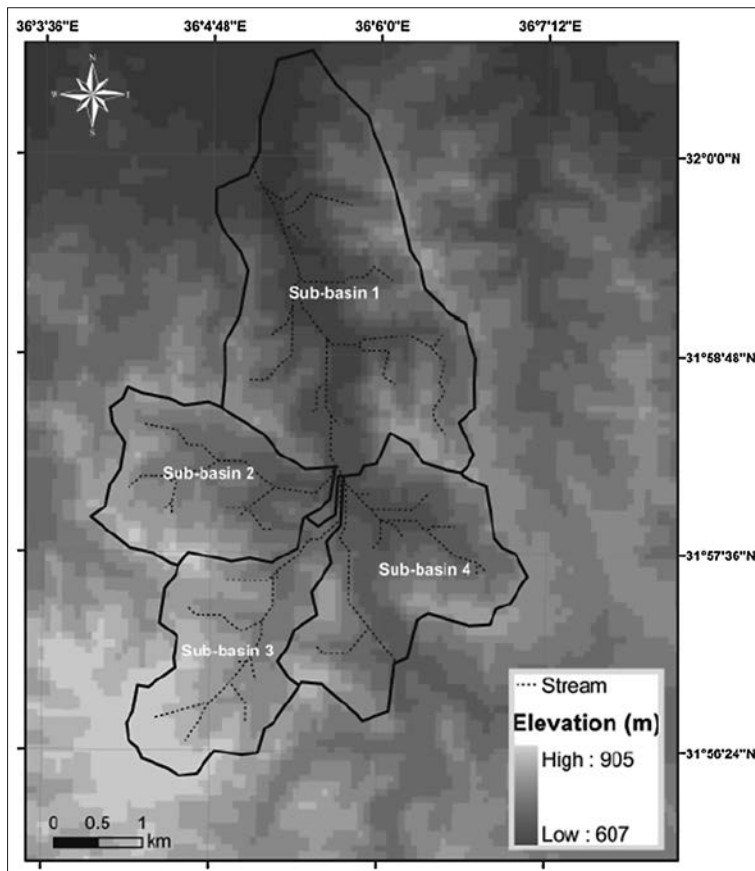 36°3'36"E 36°4'48"E 36°6'0"E 36°7'12"E
N
S
32°0'0"N
Sub-basin 1
31°58'48"N
Sub-basin 2
31°57'36"N
Sub-basin 4
Sub-basin 3
Stream
Elevation (m)
High : 905
31°56'24"N
Low : 607
0 0.5 1
km